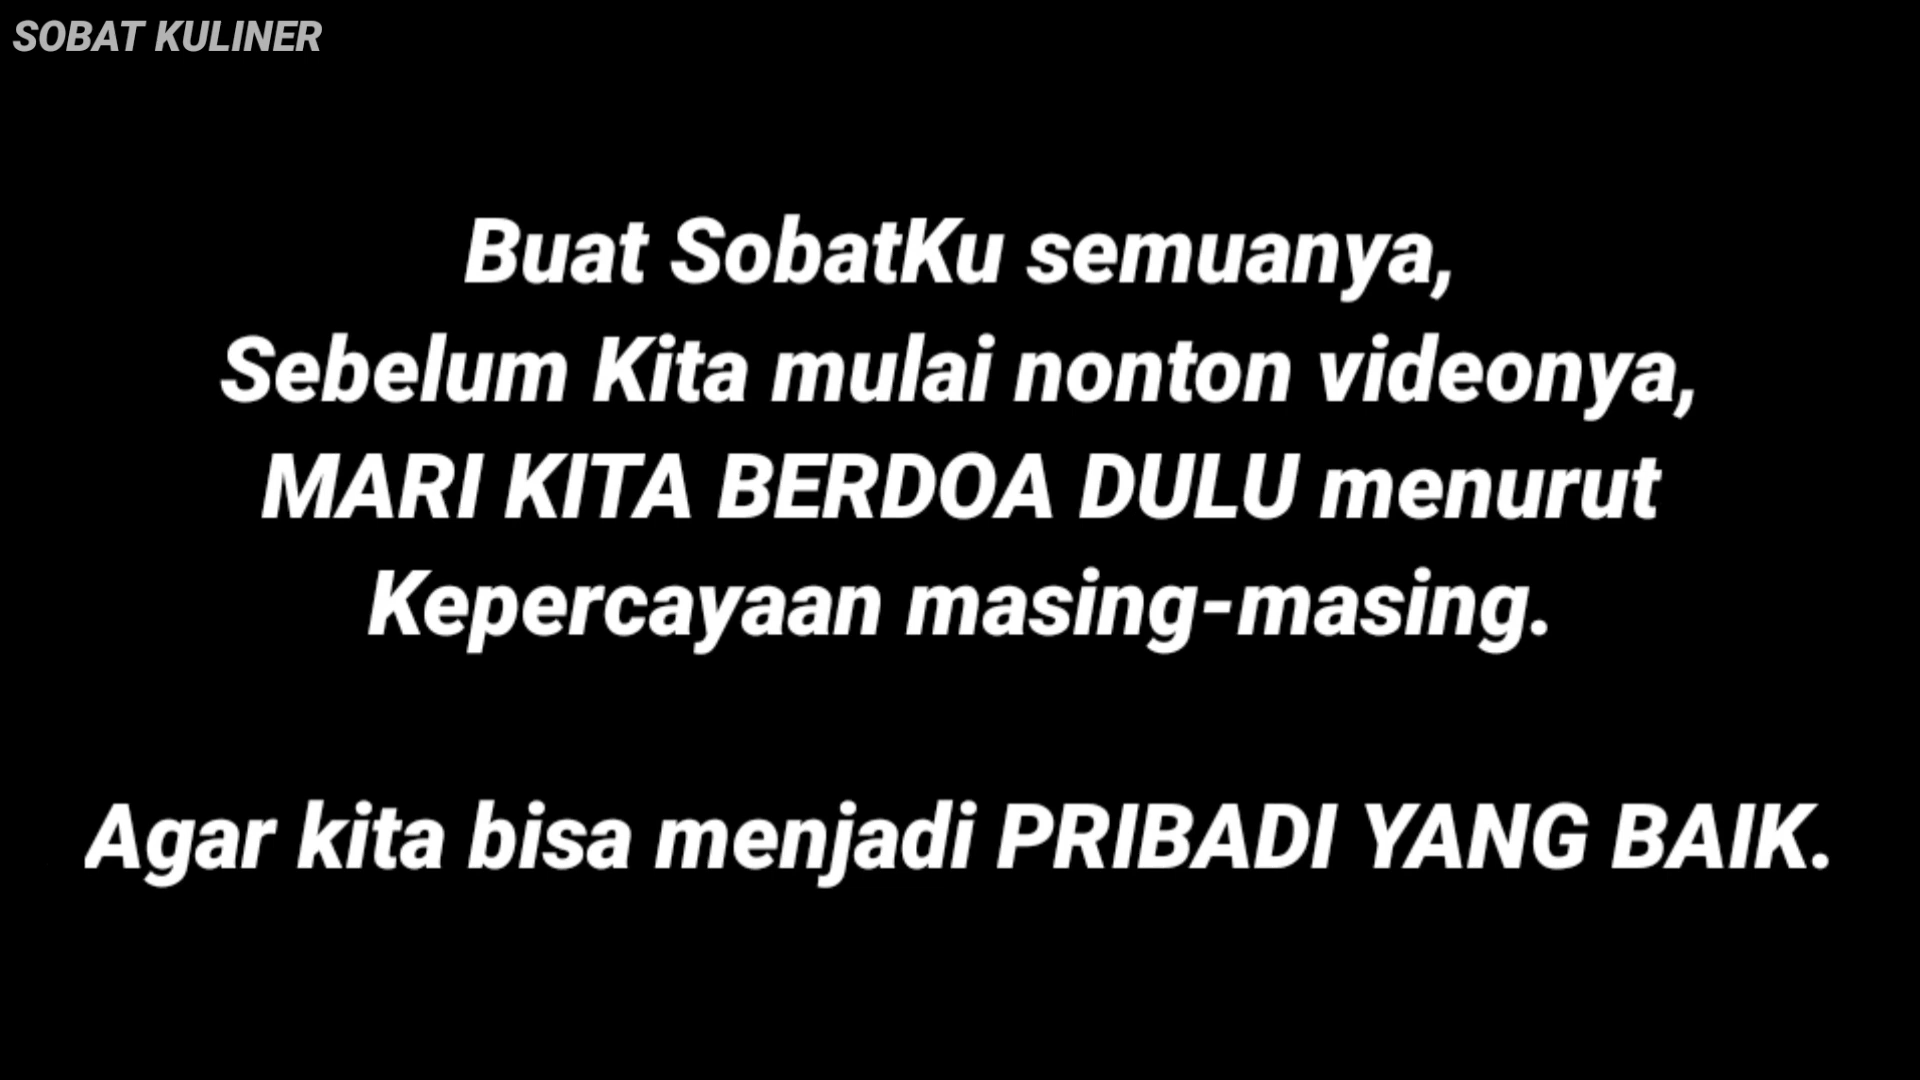 SOBAT KULINER
Buat SobatKu semuanya,
Sebelum Kita mulai nonton videonya,
MARI KITA BERDOA DULU menurut
Kepercayaan masing-masing.
Agar kita bisa menjadi PRIBADI YANG BAIK.